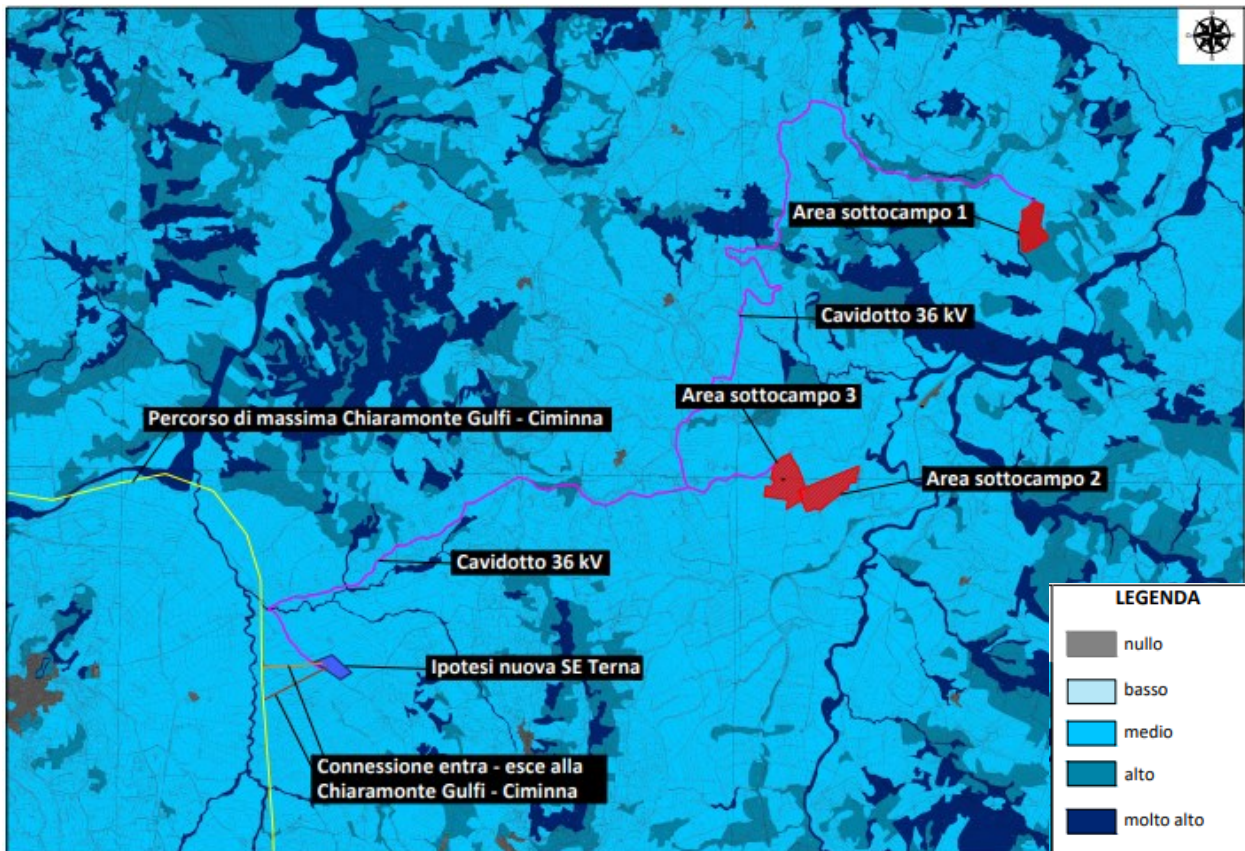 Area sottocampo 1
Cavidotto 36 kV
Area sottocampo 3
Percorso di massima Chiaramonte Gulfi - Ciminna
Area sottocampo 2
Cavidotto 36 kV
Ipotesi nuova SE Terna
Connessione entra - esce alla
Chiaramonte Gulfi - Ciminna
LEGENDA
nullo
basso
medio
alto
molto alto